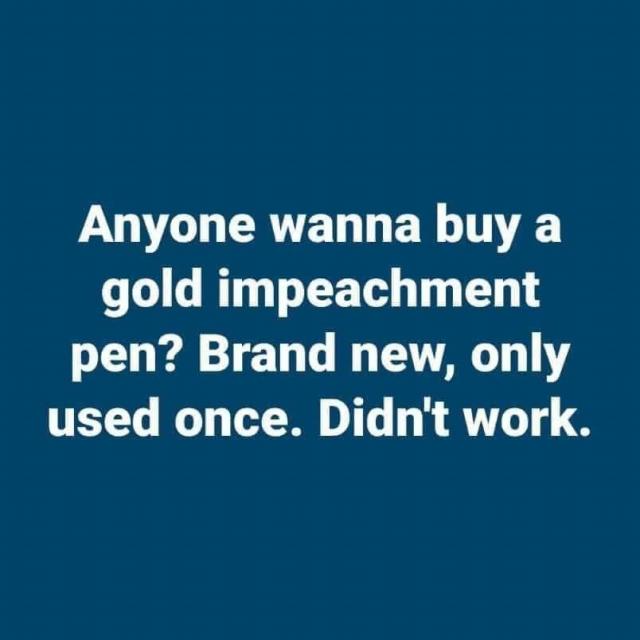 Anyone wanna buy a
gold impeachment
pen? Brand new, only
used once. Didn't work.